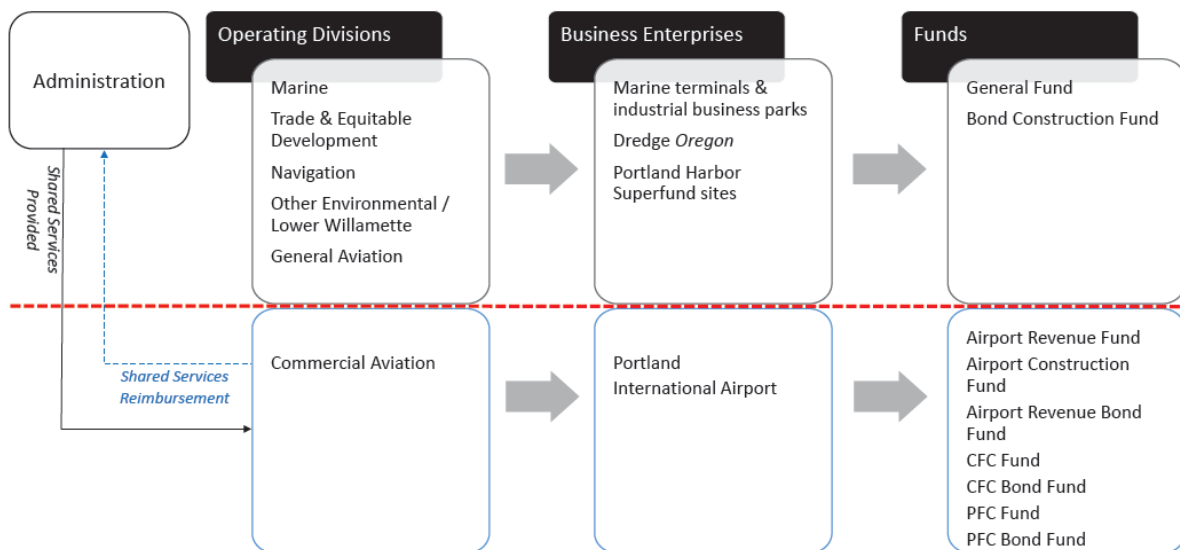 Administration
Shared Services
Provided
Shared Services
Reimbursement
Operating Divisions
Marine
Trade & Equitable
Development
Navigation
Other Environmental /
Lower Willamette
General Aviation
Commercial Aviation
Business Enterprises
Marine terminals &
industrial business parks
Dredge Oregon
Portland Harbor
Superfund sites
Portland
International Airport
Funds
General Fund
Bond Construction Fund
Airport Revenue Fund
Airport Construction
Fund
Airport Revenue Bond
Fund
CFC Fund
CFC Bond Fund
PFC Fund
PFC Bond Fund